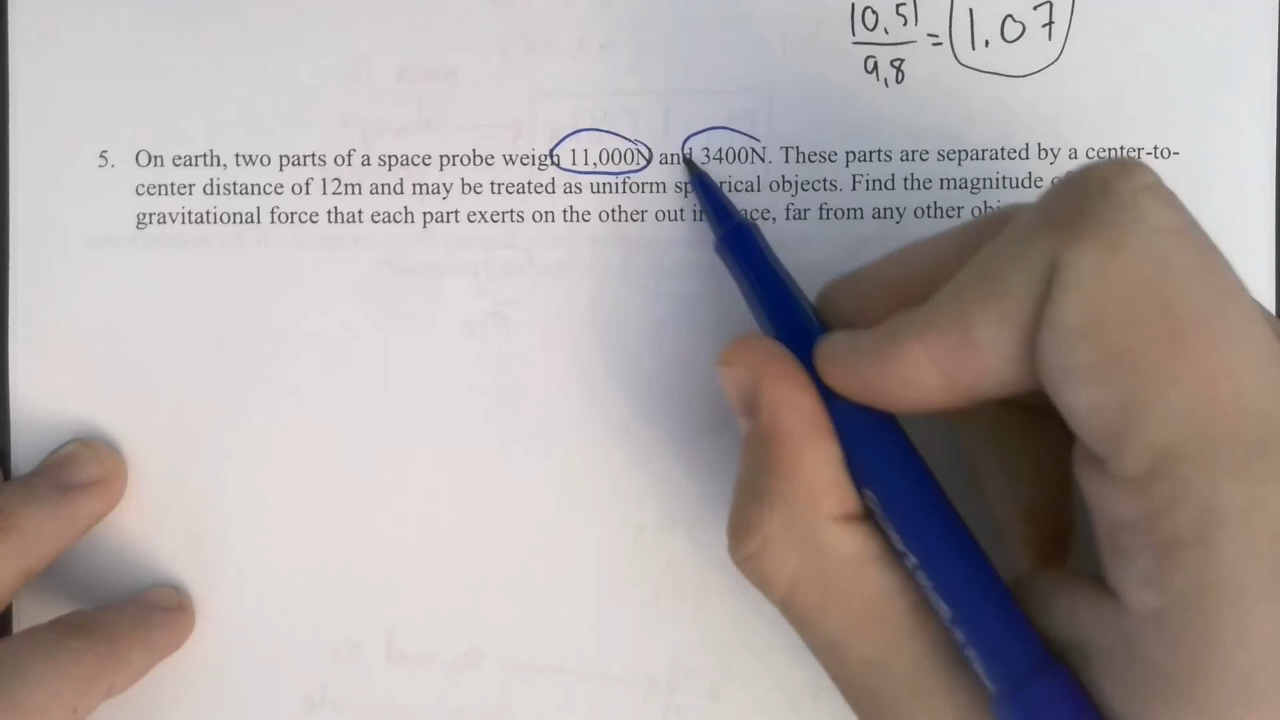 10.51
9.8 = 1.07
5. On earth, two parts of a space probe weigh 11,000N and 3400N. These parts are separated by a center-to-
center distance of 12m and may be treated as uniform spherical objects. Find the magnitude
gravitational force that each part exerts on the other out in space, far from any other